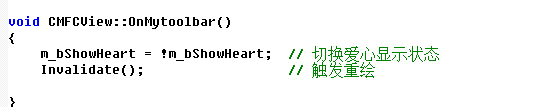 void CMFCView::OnMytoolbar()
{
    m_bShowHeart = !m_bShowHeart;  // 切换爱心显示状态
    Invalidate();                  // 触发重绘
}